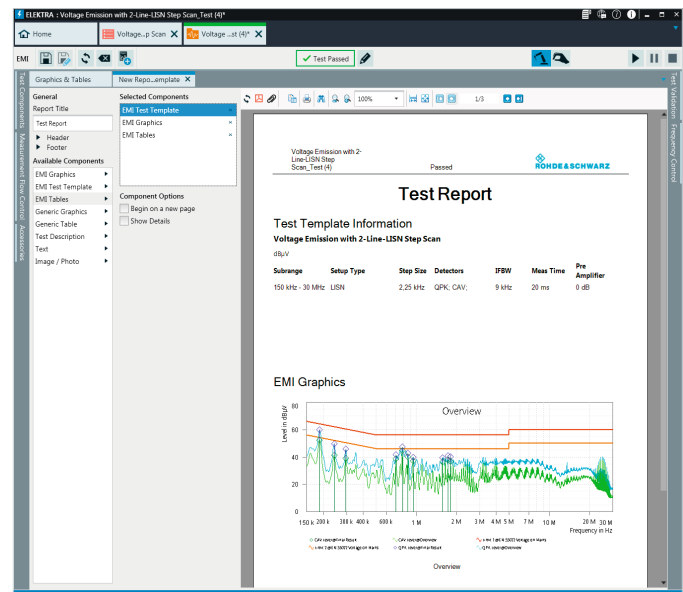 ELEKTRA : Voltage Emission with 2-Line-LISN Step Scan_Test (4)*
Home
Voltage..p Scan
Voltage ...st (4)*
EMI
Test Passed
Test Components
Measurement Flow Control
Accessories
Graphics & Tables
New Repo...emplate
General
Report Title
Test Report
Header
Footer
Available Components
EMI Graphics
EMI Test Template
EMI Tables
Generic Graphics
Generic Table
Test Description
Text
Image / Photo
Selected Components
EMI Test Template
EMI Graphics
EMI Tables
Component Options
Begin on a new page
Show Details
100%
1/3
Test Validation
Frequency Control
Voltage Emission with 2-
Line-LISN Step
Scan_Test (4)
Passed
ROHDE&SCHWARZ
Test Report
Test Template Information
Voltage Emission with 2-Line-LISN Step Scan
dBµV
Subrange Setup Type Step Size Detectors IFBW Meas Time Pre Amplifier
150 kHz - 30 MHz LISN 2,25 kHz QPK; CAV; 9 kHz 20 ms 0 dB
EMI Graphics
Overview
Level in dBµV
80
60
40
20
0
150 k 200 k 300 k 400 k 600 k 1 M 2 M 3 M 4 M 5 M 7 M 10 M 20 M 30 M
Frequency in Hz
Overview